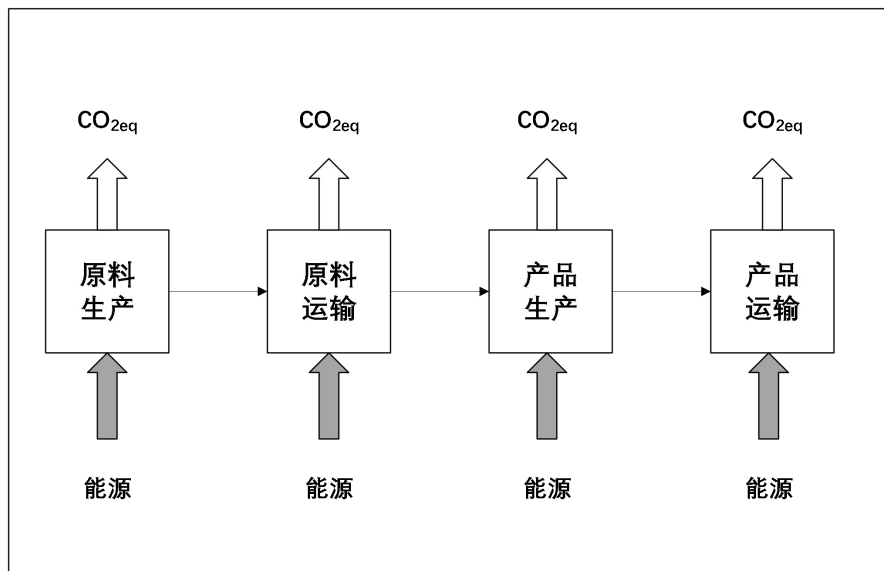 CO2eq CO2eq CO2eq CO2eq
原料 原料 产品 产品
生产 运输 生产 运输
能源 能源 能源 能源